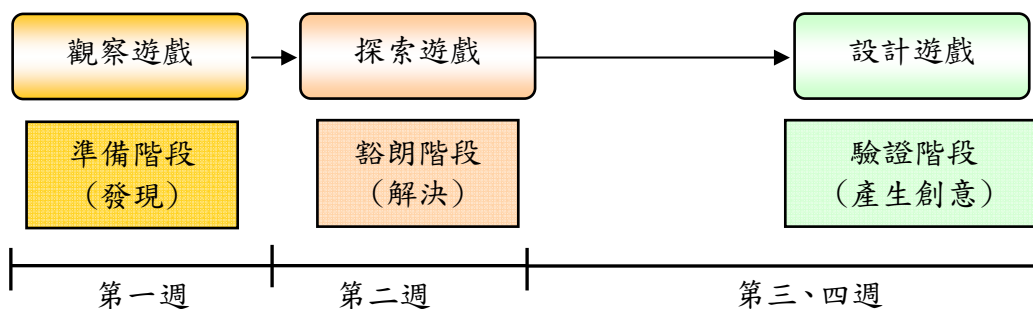 觀察遊戲
探索遊戲
設計遊戲
準備階段
（發現）
豁朗階段
（解決）
驗證階段
（產生創意）
第一週
第二週
第三、四週